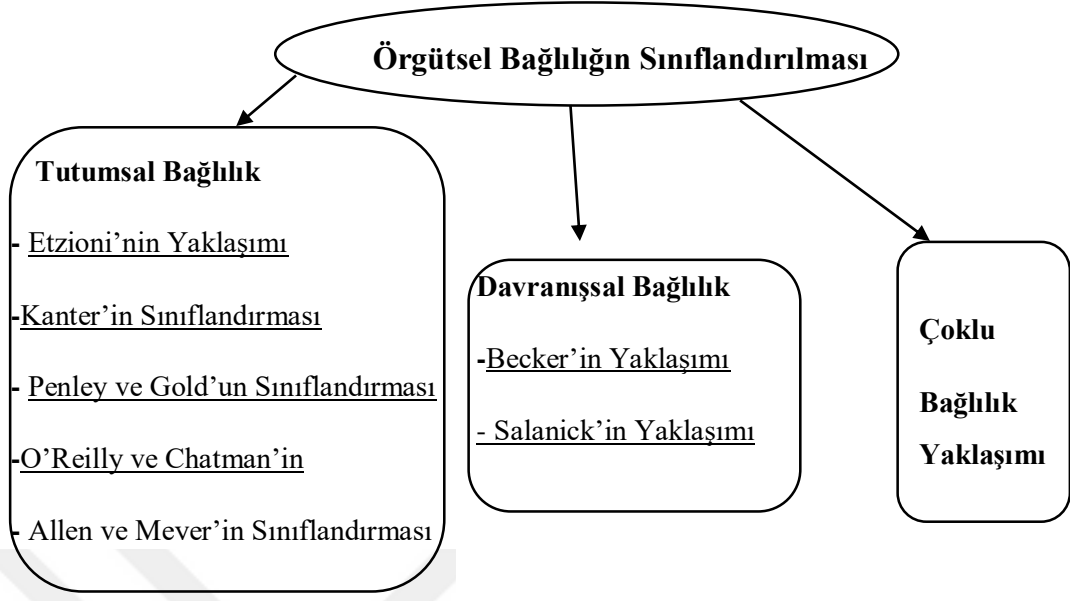 Örgütsel Bağlılığın Sınıflandırılması
Tutumsal Bağlılık
- Etzioni’nin Yaklaşımı
-Kanter’in Sınıflandırması
- Penley ve Gold’un Sınıflandırması
-O’Reilly ve Chatman’in
- Allen ve Mever’in Sınıflandırması
Davranışsal Bağlılık
-Becker’in Yaklaşımı
- Salanick’in Yaklaşımı
Çoklu
Bağlılık
Yaklaşımı